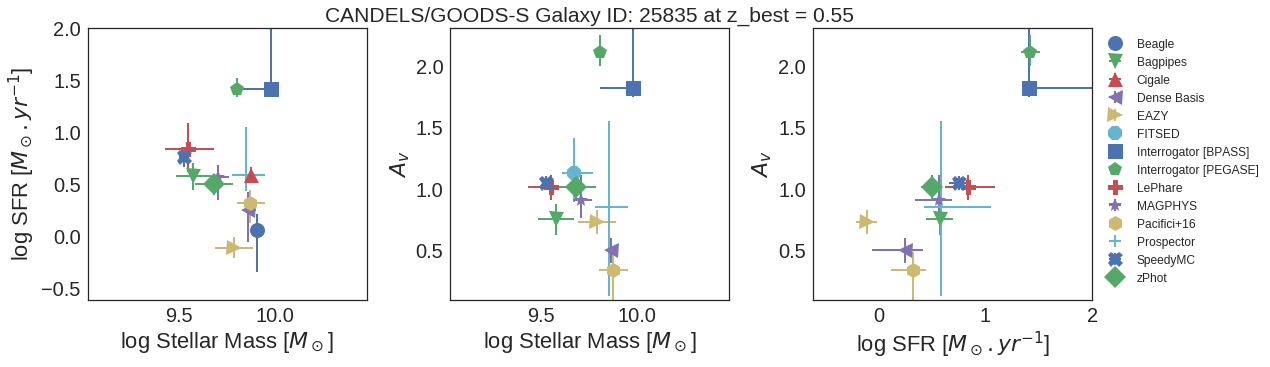 CANDELS/GOODS-S Galaxy ID: 25835 at z_best = 0.55
2.0
1.5
1.0
0.5
0.0
−0.5
log SFR [M⊙.yr−1]
9.5 10.0
log Stellar Mass [M⊙]
2.0
1.5
1.0
0.5
AV
9.5 10.0
log Stellar Mass [M⊙]
2.0
1.5
1.0
0.5
AV
0 1 2
log SFR [M⊙.yr−1]
Beagle
Bagpipes
Cigale
Dense Basis
EAZY
FITSED
Interrogator [BPASS]
Interrogator [PEGASE]
LePhare
MAGPHYS
Pacifici+16
Prospector
SpeedyMC
zPhot